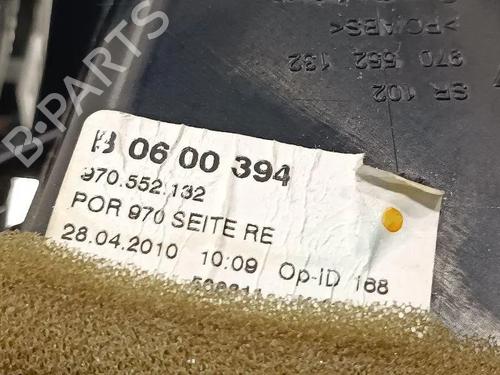 B-PARTS
>PC/ABS<
970 552 132
SR 102
B 06 00 394
970.552.132
POR 970 SEITE RE
28.04.2010 10:09 Op-ID 188